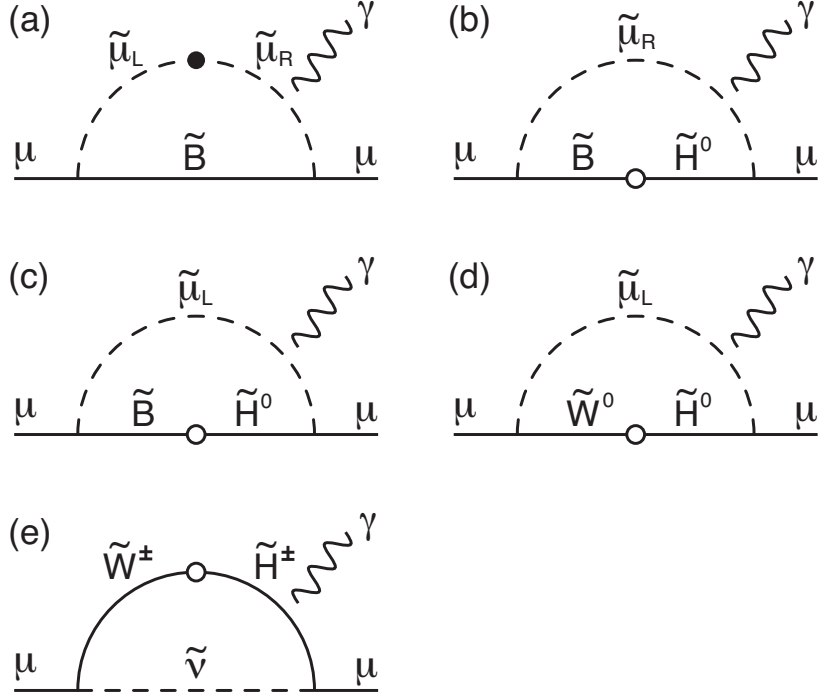 (a) μ̃L μ̃R γ
μ B̃ μ
(b) μ̃R γ
μ B̃ H̃⁰ μ
(c) μ̃L γ
μ B̃ H̃⁰ μ
(d) μ̃L γ
μ W̃⁰ H̃⁰ μ
(e) W̃± H̃± γ
μ ν̃ μ